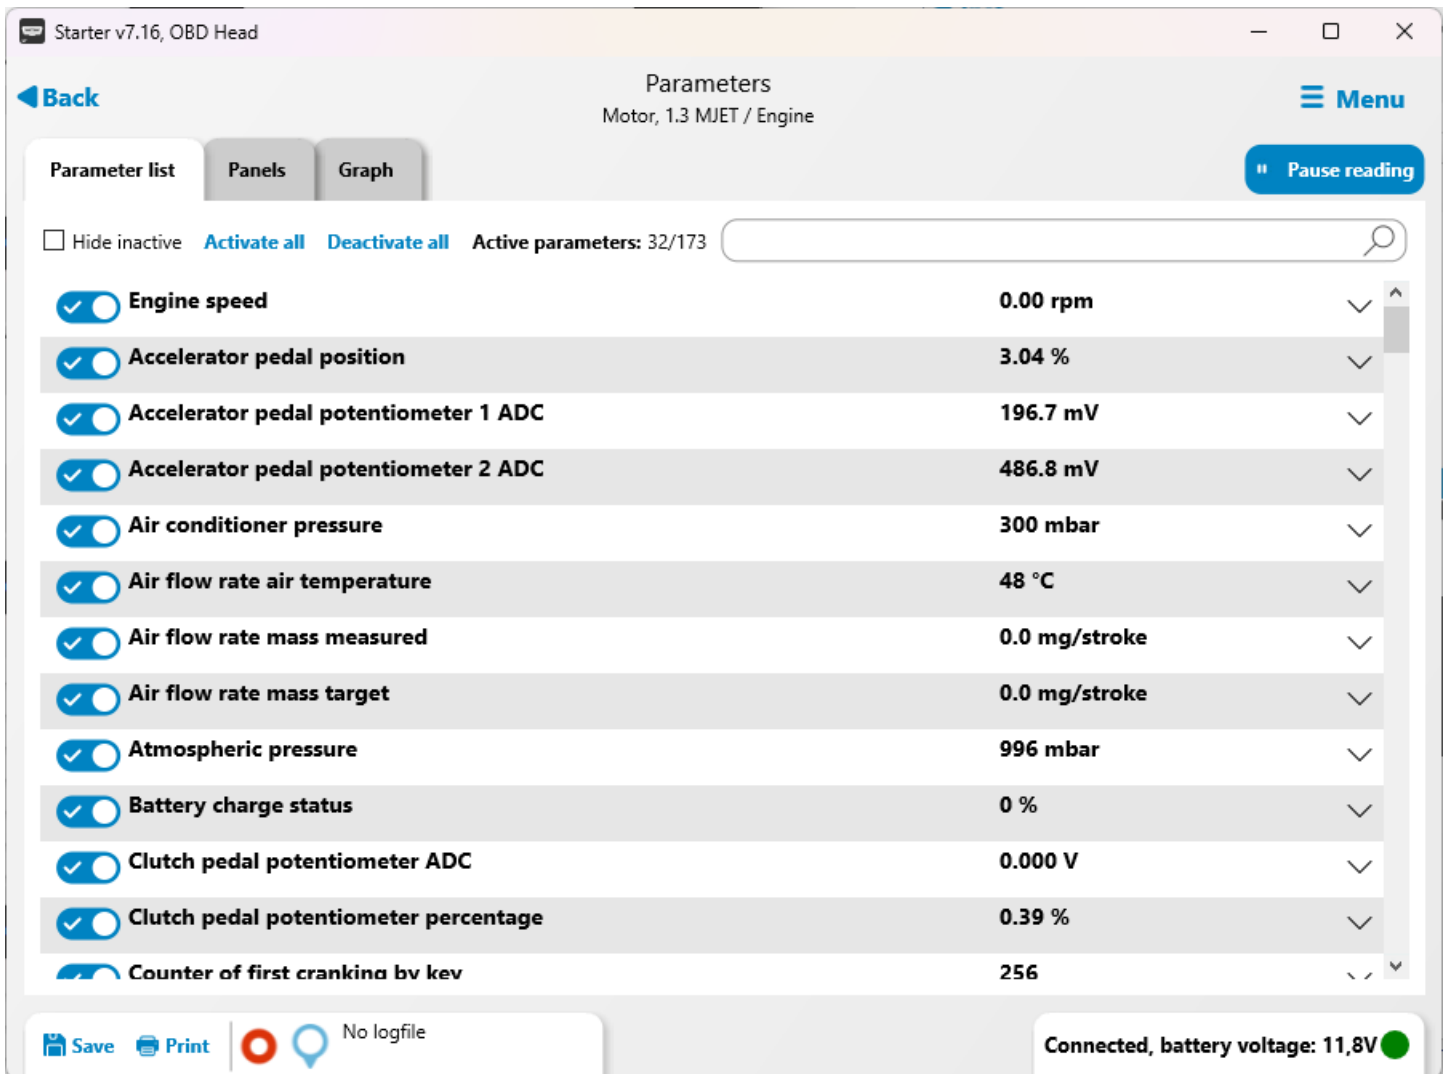 Starter v7.16, OBD Head
Back
Parameters
Motor, 1.3 MJET / Engine
Menu
Parameter list
Panels
Graph
Pause reading
Hide inactive Activate all Deactivate all Active parameters: 32/173
Engine speed 0.00 rpm
Accelerator pedal position 3.04 %
Accelerator pedal potentiometer 1 ADC 196.7 mV
Accelerator pedal potentiometer 2 ADC 486.8 mV
Air conditioner pressure 300 mbar
Air flow rate air temperature 48 °C
Air flow rate mass measured 0.0 mg/stroke
Air flow rate mass target 0.0 mg/stroke
Atmospheric pressure 996 mbar
Battery charge status 0 %
Clutch pedal potentiometer ADC 0.000 V
Clutch pedal potentiometer percentage 0.39 %
Counter of first cranking by key 256
Save Print No logfile
Connected, battery voltage: 11,8V